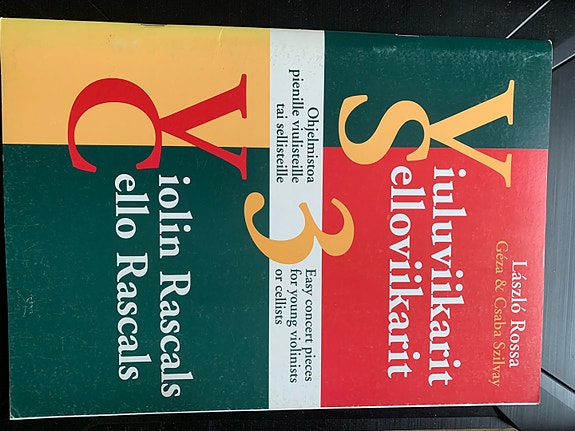 László Rossa
Géza & Csaba Szilvay
Viuluviikarit
Selloviikarit
3
Ohjelmistoa
pienille viulisteille
tai sellisteille
Easy concert pieces
for young violinists
or cellists
Violin Rascals
Cello Rascals